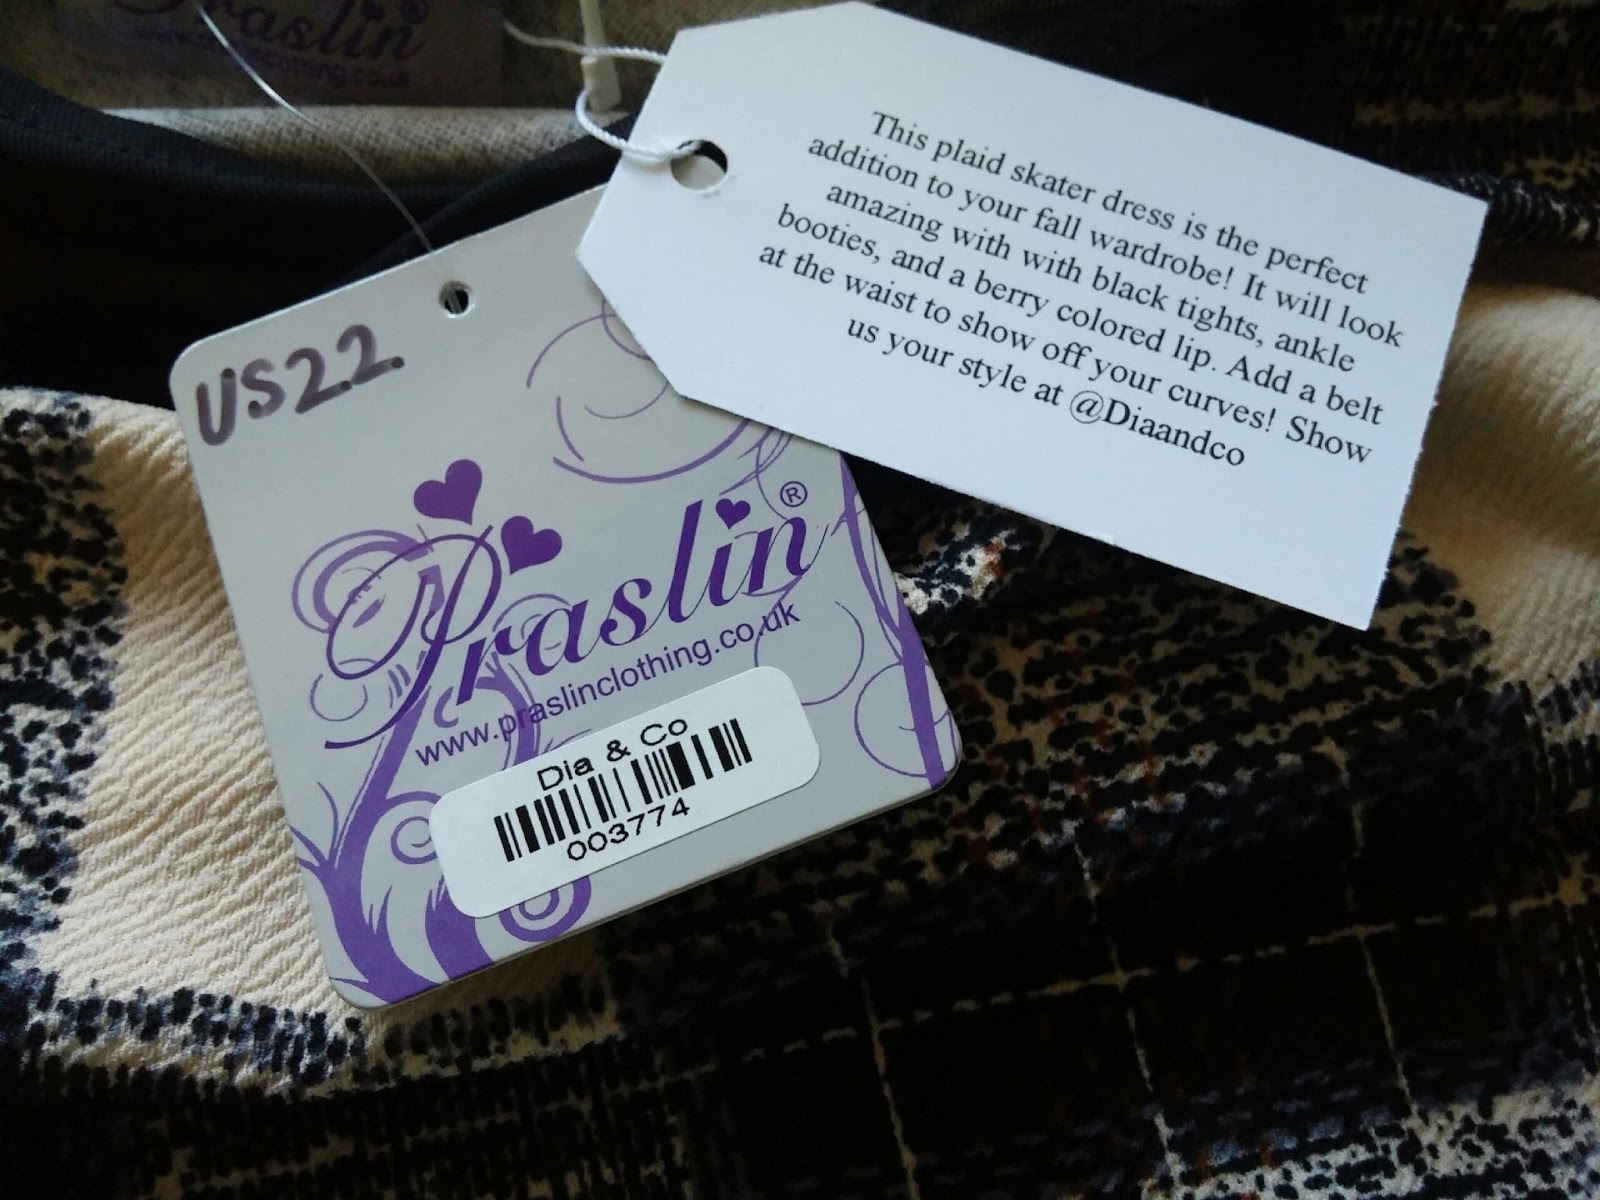 Praslin®
This plaid skater dress is the perfect
addition to your fall wardrobe! It will look
amazing with with black tights, ankle
booties, and a berry colored lip. Add a belt
at the waist to show off your curves! Show
us your style at @Diaandco
US22.
Praslin®
www.praslinclothing.co.uk
Dia & Co
003774